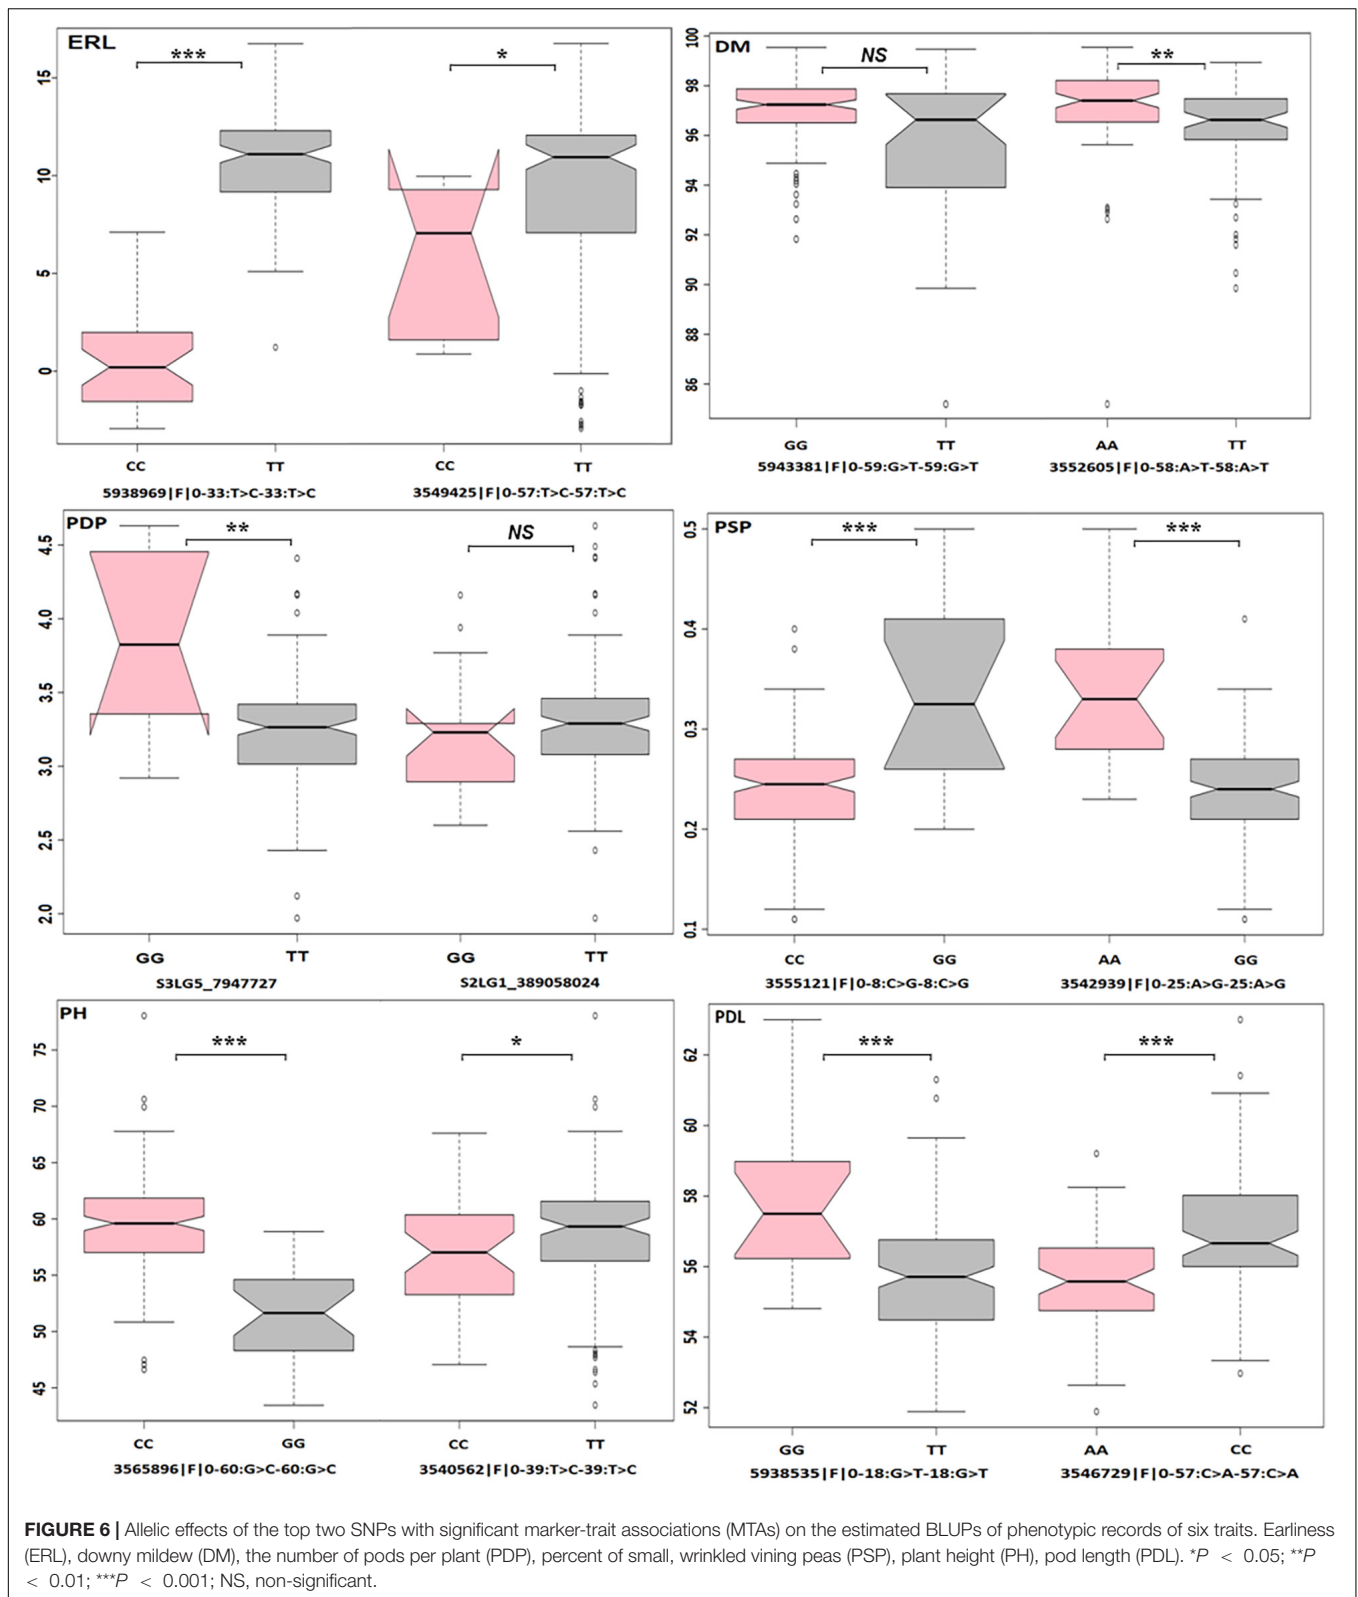 ERL
***
*
15
10
5
0
CC TT CC TT
5938969|F|0-33:T>C-33:T>C 3549425|F|0-57:T>C-57:T>C
DM
NS
**
100
98
96
94
92
90
88
86
GG TT AA TT
5943381|F|0-59:G>T-59:G>T 3552605|F|0-58:A>T-58:A>T
PDP
**
NS
4.5
4.0
3.5
3.0
2.5
2.0
GG TT GG TT
S3LG5_7947727 S2LG1_389058024
PSP
***
***
0.5
0.4
0.3
0.2
0.1
CC GG AA GG
3555121|F|0-8:C>G-8:C>G 3542939|F|0-25:A>G-25:A>G
PH
***
*
75
70
65
60
55
50
45
CC GG CC TT
3565896|F|0-60:G>C-60:G>C 3540562|F|0-39:T>C-39:T>C
PDL
***
***
62
60
58
56
54
52
GG TT AA CC
5938535|F|0-18:G>T-18:G>T 3546729|F|0-57:C>A-57:C>A
FIGURE 6 | Allelic effects of the top two SNPs with significant marker-trait associations (MTAs) on the estimated BLUPs of phenotypic records of six traits. Earliness
(ERL), downy mildew (DM), the number of pods per plant (PDP), percent of small, wrinkled vining peas (PSP), plant height (PH), pod length (PDL). *P < 0.05; **P
< 0.01; ***P < 0.001; NS, non-significant.